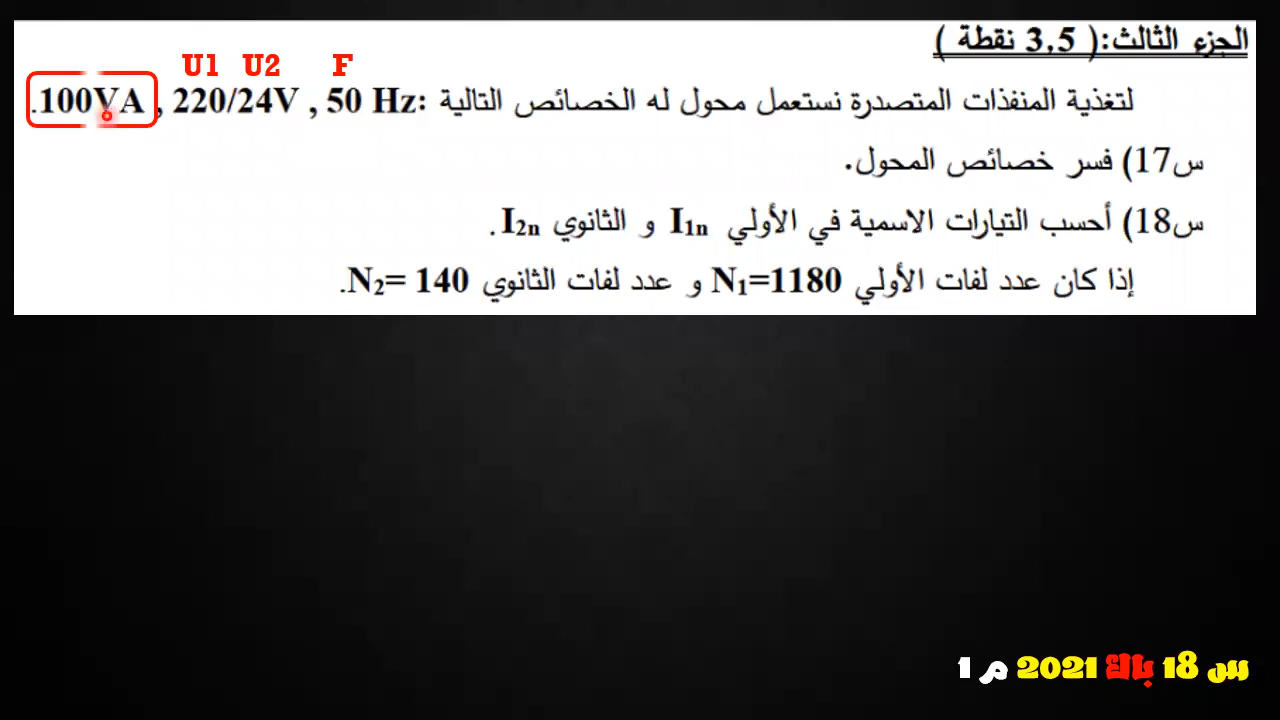 الجزء الثالث:( 3,5 نقطة )
U1 U2 F
لتغذية المنفذات المتصدرة نستعمل محول له الخصائص التالية :100VA , 220/24V , 50 Hz.
س17) فسر خصائص المحول.
س18) أحسب التيارات الاسمية في الأولي I1n و الثانوي I2n .
إذا كان عدد لفات الأولي N1=1180 و عدد لفات الثانوي N2= 140.
س 18 باك 2021 م 1